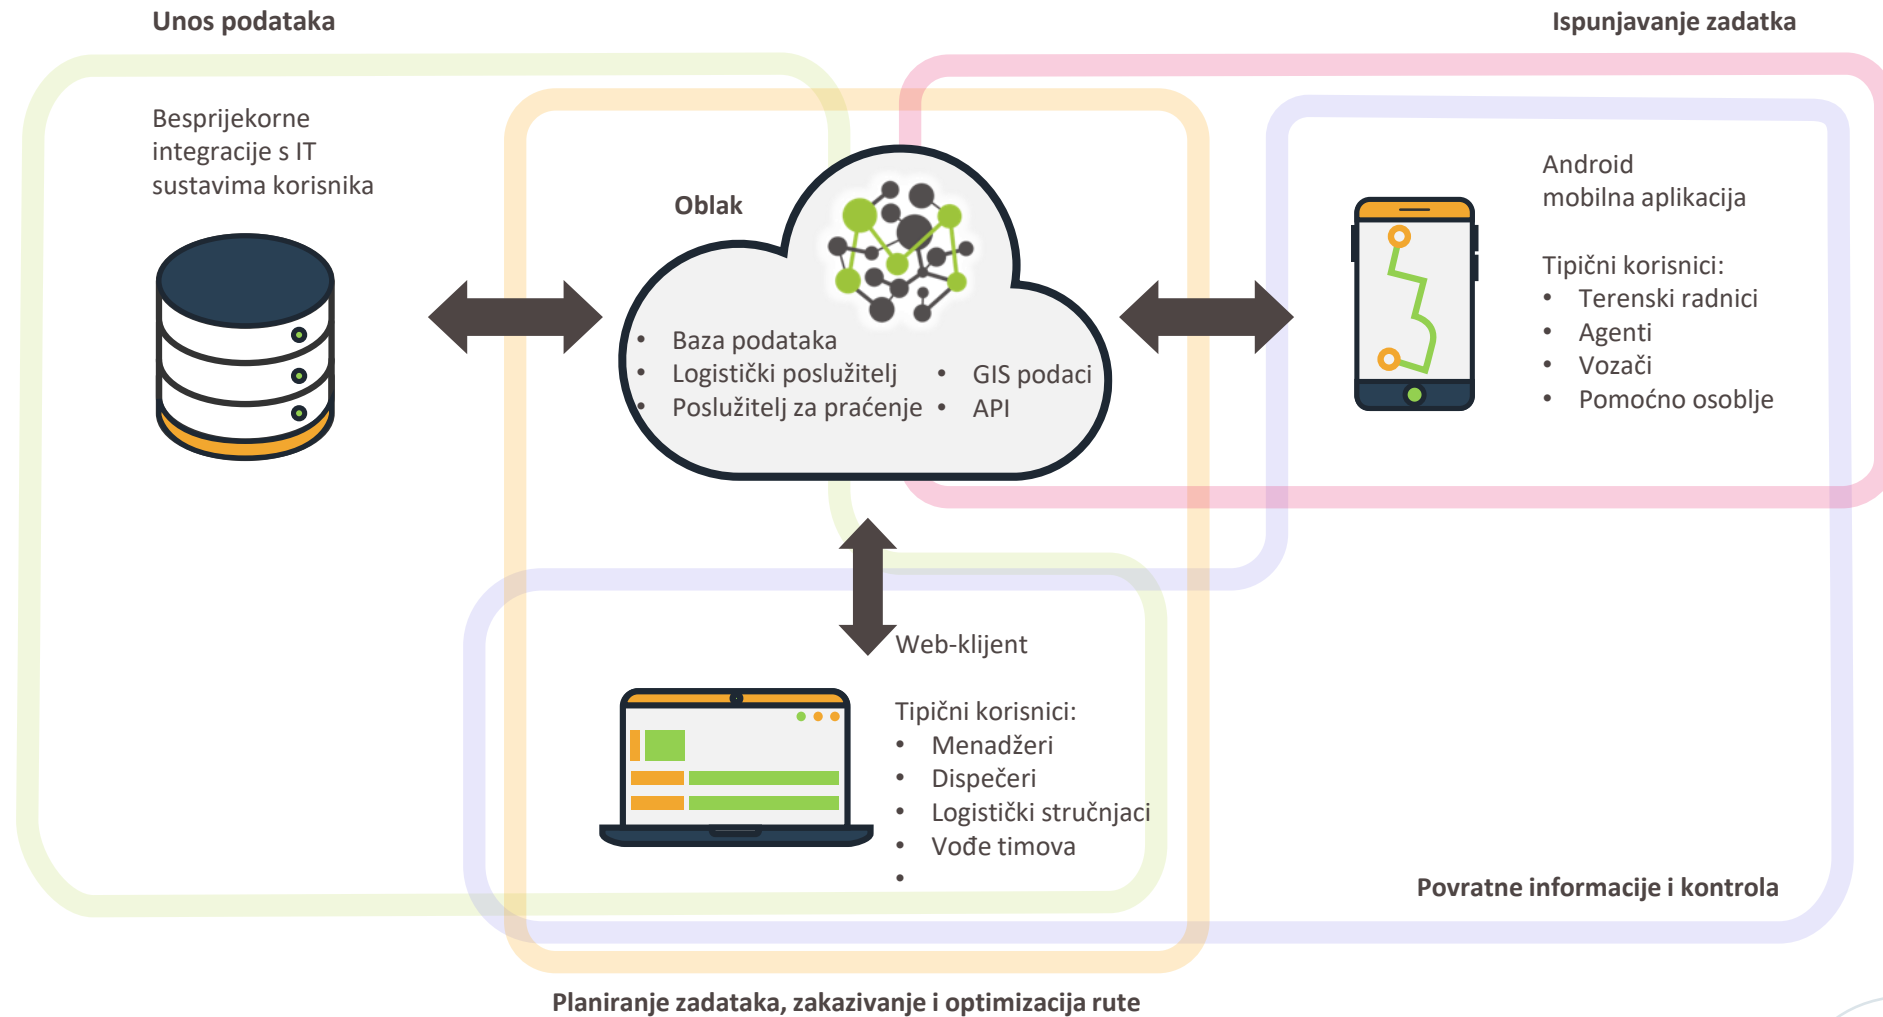 Unos podataka
Ispunjavanje zadatka
Besprijekorne
integracije s IT
sustavima korisnika
Oblak
• Baza podataka
• Logistički poslužitelj
• Poslužitelj za praćenje
• GIS podaci
• API
Android
mobilna aplikacija
Tipični korisnici:
• Terenski radnici
• Agenti
• Vozači
• Pomoćno osoblje
Web-klijent
Tipični korisnici:
• Menadžeri
• Dispečeri
• Logistički stručnjaci
• Vođe timova
•
Povratne informacije i kontrola
Planiranje zadataka, zakazivanje i optimizacija rute